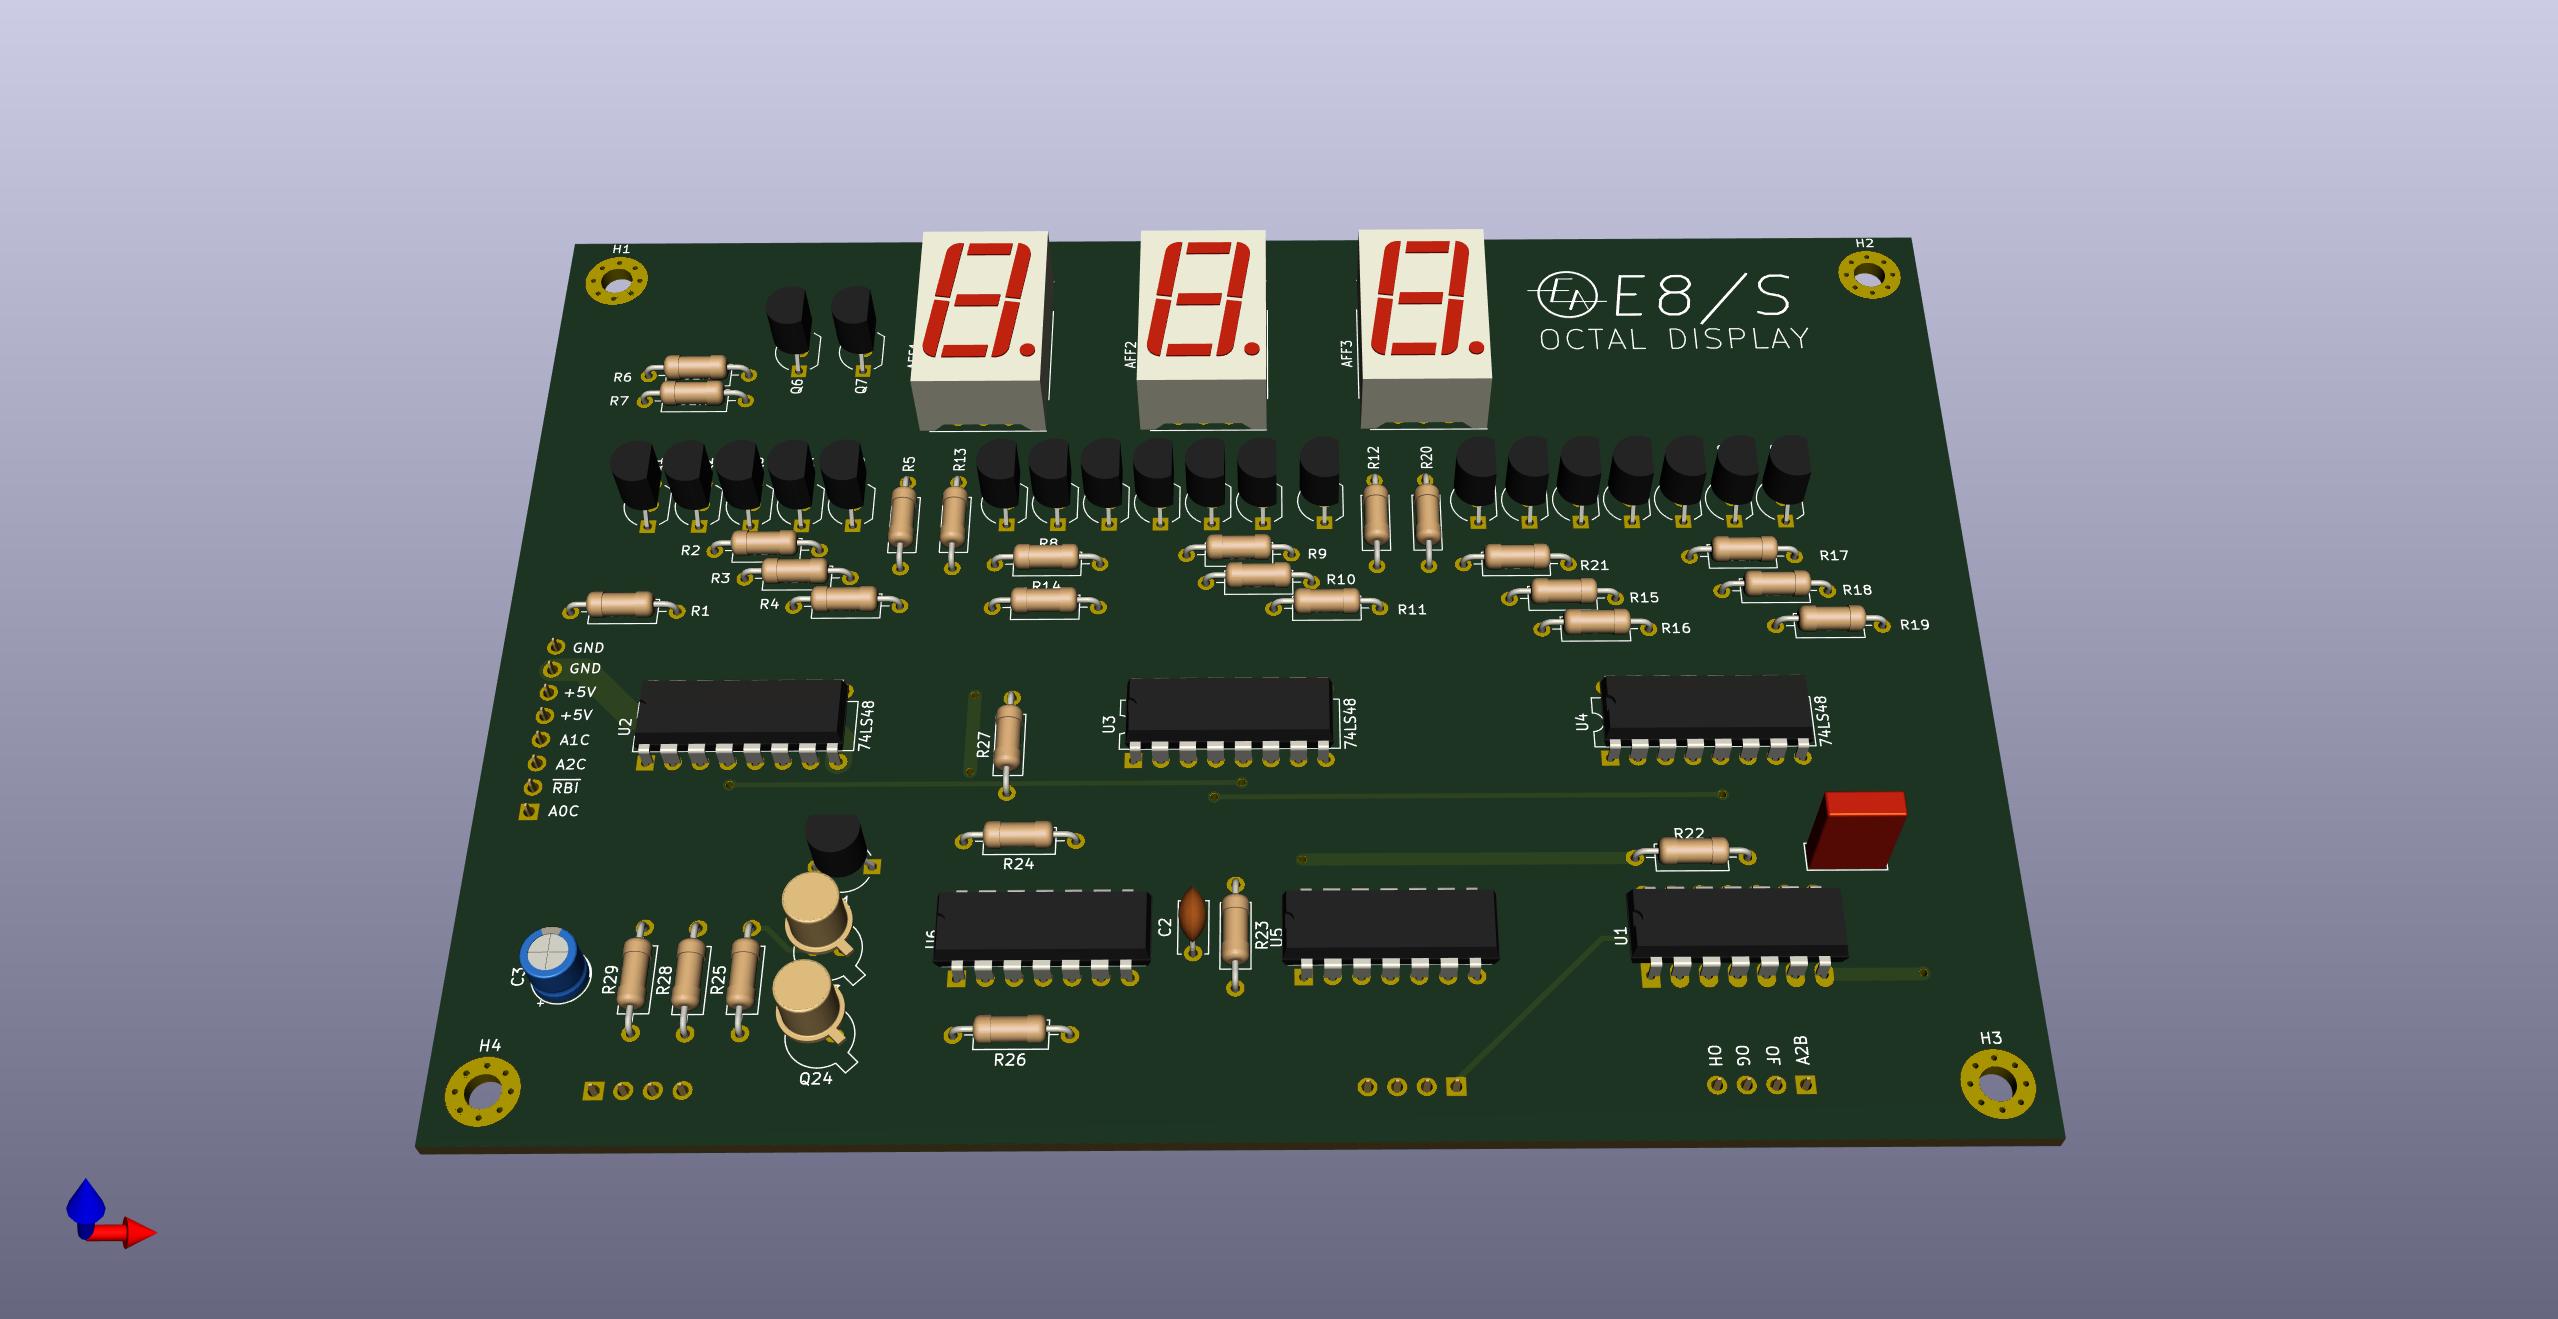 H1
H2
EA E8/S
OCTAL DISPLAY
AFF2
AFF3
R6
R7
Q6
Q7
R5
R13
R12
R20
R2
R3
R4
R1
R8
R14
R9
R10
R11
R21
R15
R16
R17
R18
R19
GND
GND
+5V
+5V
A1C
A2C
RBI
A0C
U2
74LS48
R27
U3
74LS48
U4
74LS48
R24
R22
C3
+
R29
R28
R25
U6
C2
R23
U5
U1
R26
Q24
H4
H3
OH
OG
OF
A2B